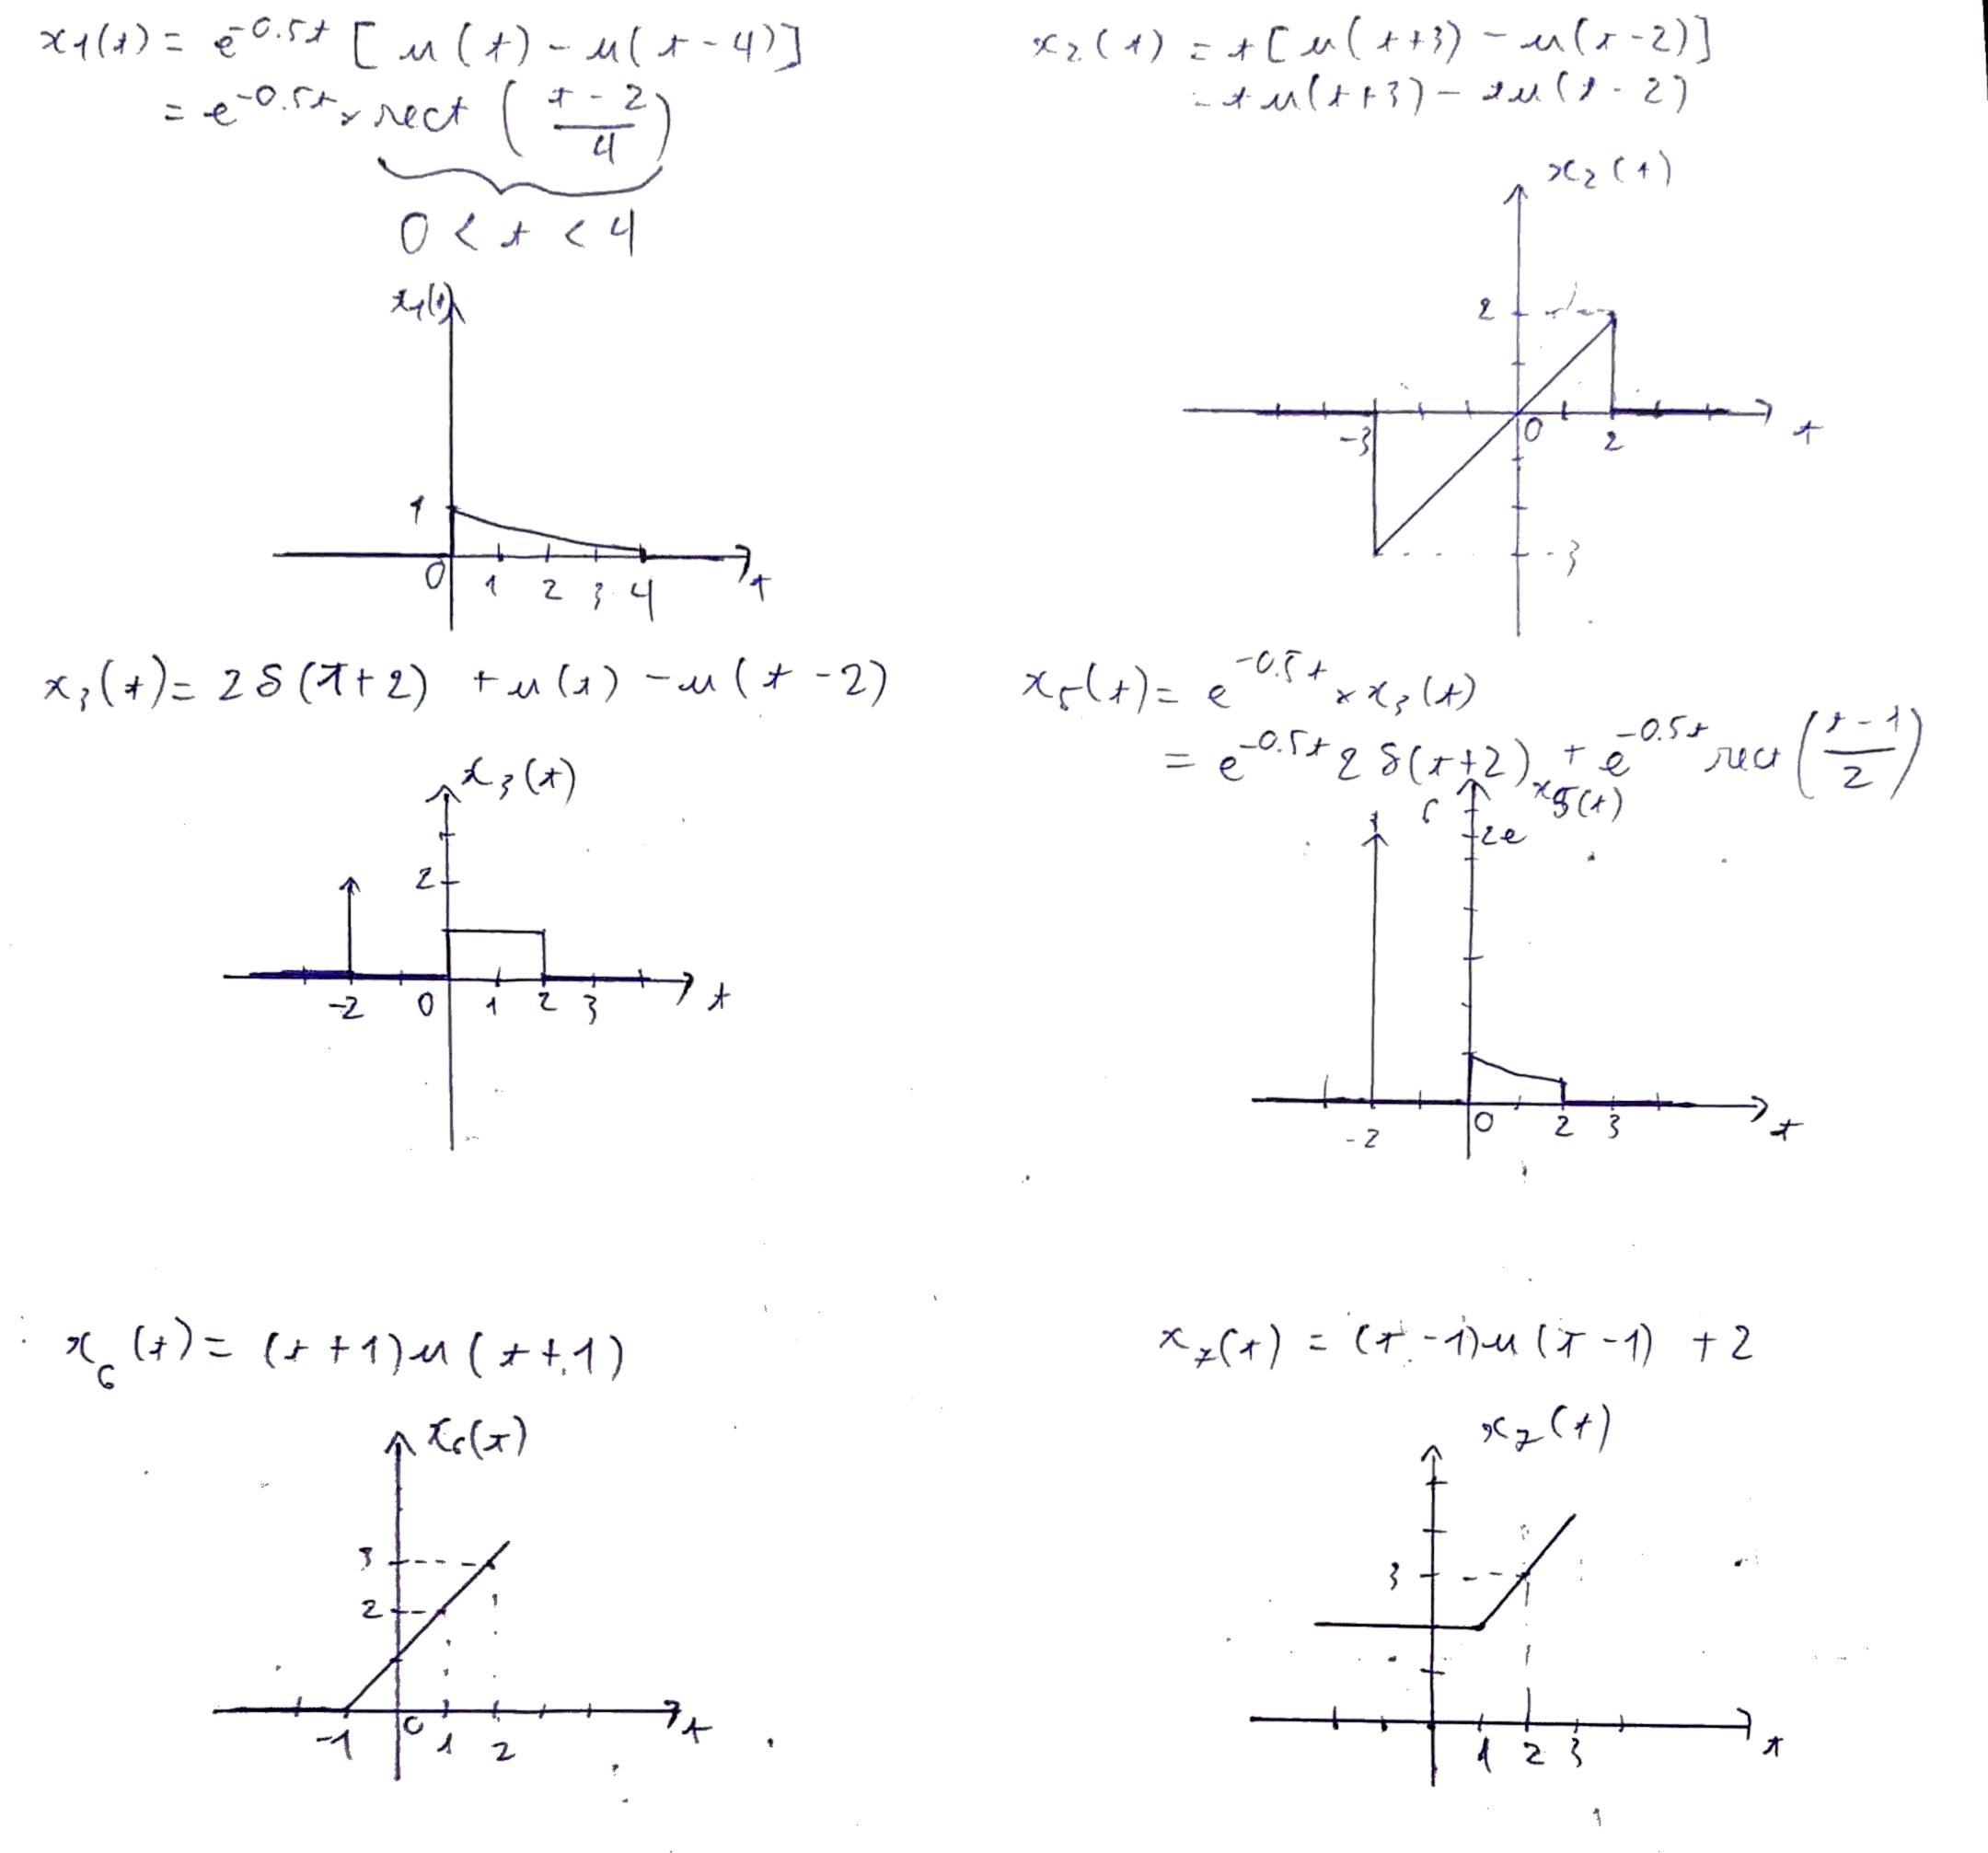 x₁(t) = e^-0.5t [u(t) - u(t-4)]
= e^-0.5t × rect ((t-2)/4)
0 < t < 4
x₁(t)
1
0 1 2 3 4 t
x₂(t) = t[u(t+3) - u(t-2)]
= t u(t+3) - t u(t-2)
x₂(t)
2
-3 0 2 t
-3
x₃(t) = 2δ(t+2) + u(t) - u(t-2)
x₃(t)
2
-2 0 1 2 3 t
x₅(t) = e^-0.5t × x₃(t)
= e^-0.5t 2 δ(t+2) + e^-0.5t rect ((t-1)/2)
x₅(t)
2e
-2 0 2 3 t
x₆(t) = (t+1)u(t+1)
x₆(t)
3
2
-1 0 1 2 t
x₇(t) = (t-1)u(t-1) + 2
x₇(t)
3
1 2 3 t